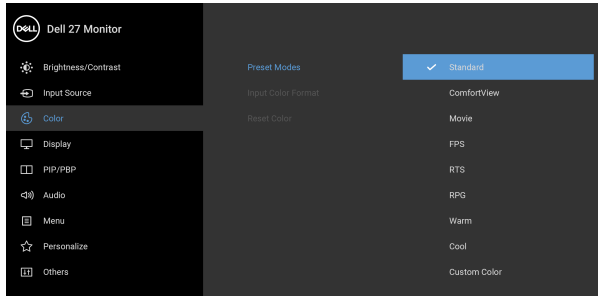 DELL Dell 27 Monitor
Brightness/Contrast
Input Source
Color
Display
PIP/PBP
Audio
Menu
Personalize
Others
Preset Modes
Input Color Format
Reset Color
Standard
ComfortView
Movie
FPS
RTS
RPG
Warm
Cool
Custom Color